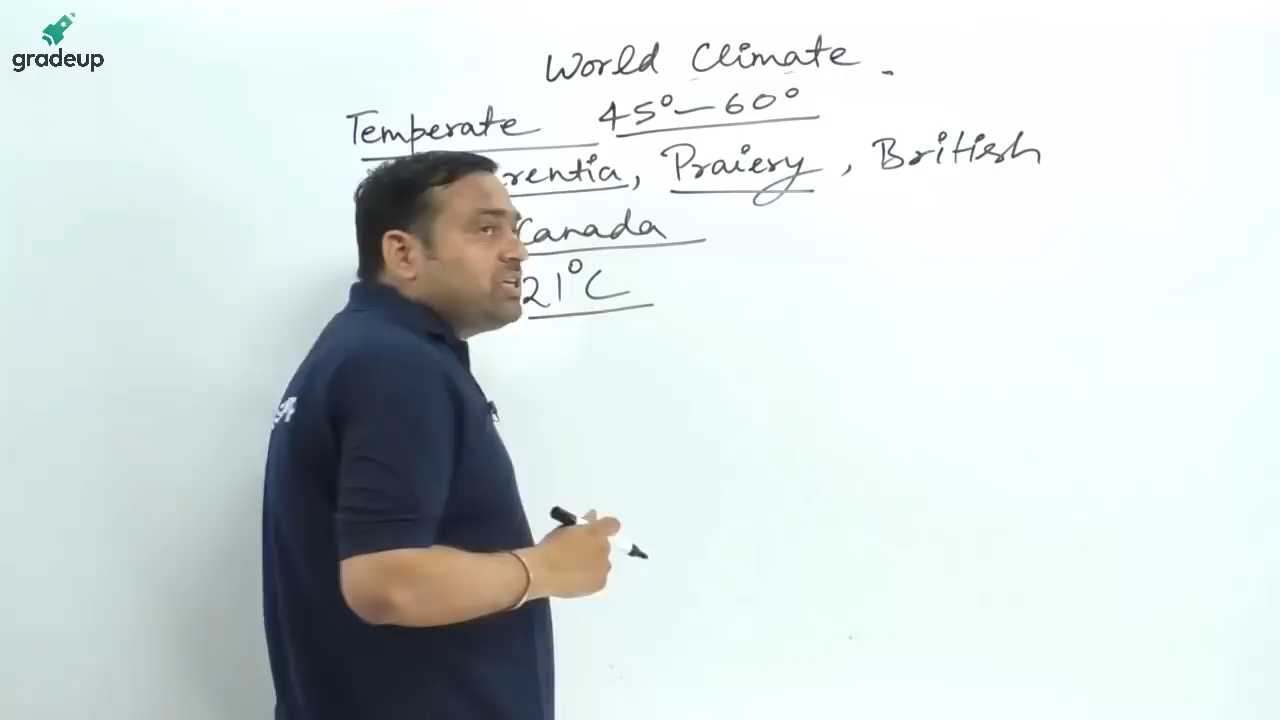 gradeup
World Climate.
Temperate 45° — 60°
rentia, Praiery, British
Canada
21°C